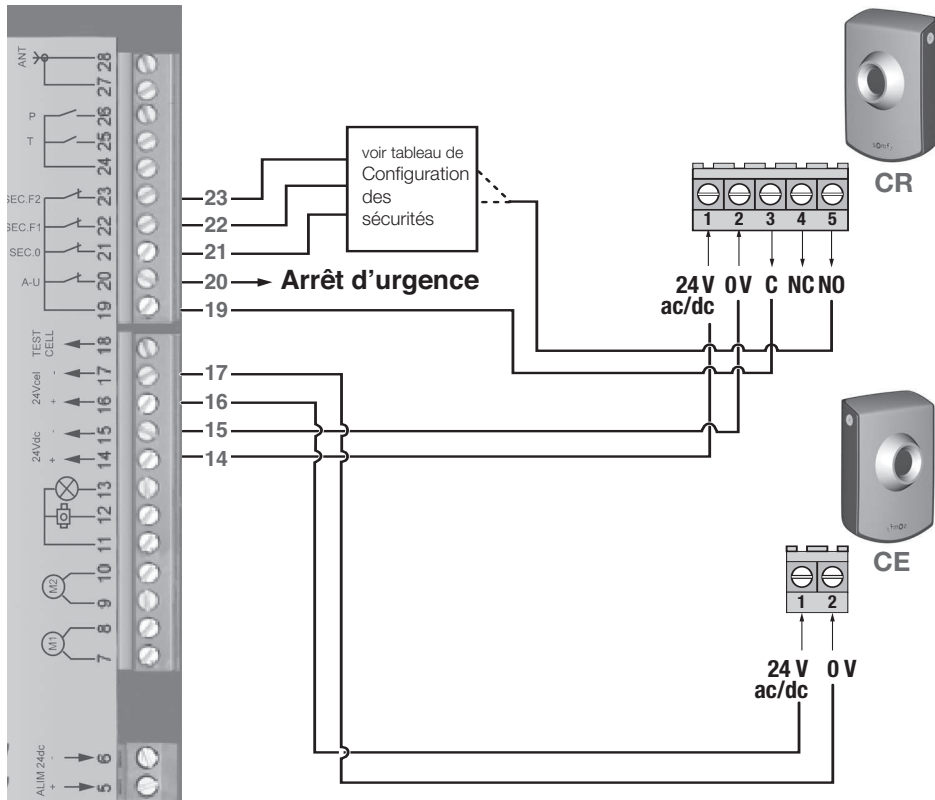 ANT
28
27
P
26
T
25
24
SEC.F2
23
SEC.F1
22
SEC.0
21
A-U
20
19
TEST CELL
18
24Vcel
-
17
+
16
24Vdc
-
15
+
14
13
12
11
M2
10
9
M1
8
7
ALIM 24dc
-
6
+
5
23
22
21
20
Arrêt d'urgence
19
17
16
15
14
voir tableau de
Configuration
des
sécurités
somfy
CR
1 2 3 4 5
24 V 0 V C NC NO
ac/dc
CE
1 2
24 V 0 V
ac/dc